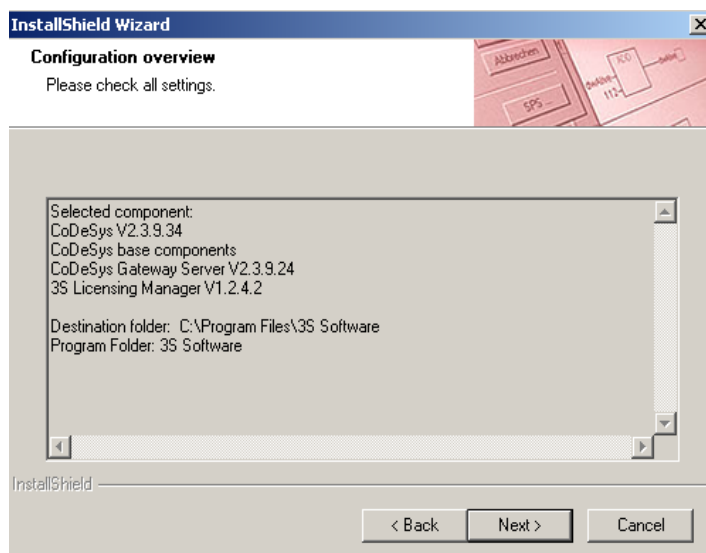 InstallShield Wizard
Configuration overview
Please check all settings.
Abbrechen
SPS ...
ADD
112
Selected component:
CoDeSys V2.3.9.34
CoDeSys base components
CoDeSys Gateway Server V2.3.9.24
3S Licensing Manager V1.2.4.2
Destination folder:  C:\Program Files\3S Software
Program Folder: 3S Software
InstallShield
< Back
Next >
Cancel